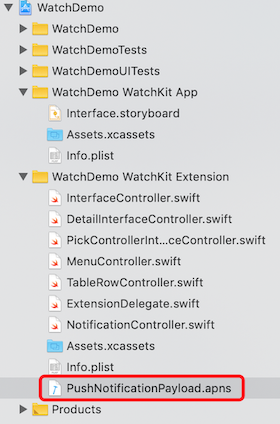 WatchDemo
WatchDemo
WatchDemoTests
WatchDemoUITests
WatchDemo WatchKit App
Interface.storyboard
Assets.xcassets
Info.plist
WatchDemo WatchKit Extension
InterfaceController.swift
DetailInterfaceController.swift
PickControllerInt...ceController.swift
MenuController.swift
TableRowController.swift
ExtensionDelegate.swift
NotificationController.swift
Assets.xcassets
Info.plist
PushNotificationPayload.apns
Products